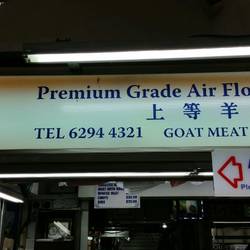 Premium Grade Air Flo
上等羊
TEL 6294 4321 GOAT MEAT